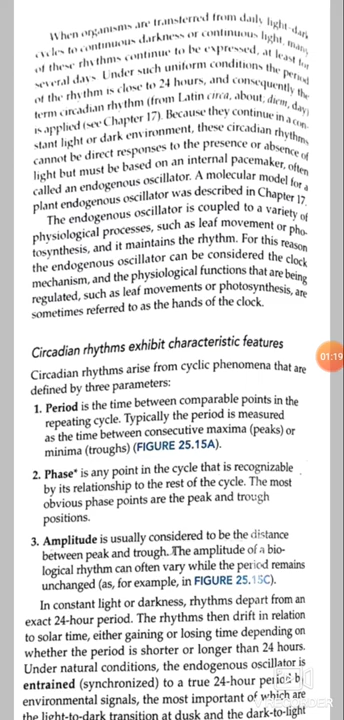 When organisms are transferred from daily light-dark
cycles to continuous darkness or continuous light, many
of these rhythms continue to be expressed, at least for
several days. Under such uniform conditions the period
of the rhythm is close to 24 hours, and consequently the
term circadian rhythm (from Latin circa, about; diem, day)
is applied (see Chapter 17). Because they continue in a con-
stant light or dark environment, these circadian rhythms
cannot be direct responses to the presence or absence of
light but must be based on an internal pacemaker, often
called an endogenous oscillator. A molecular model for a
plant endogenous oscillator was described in Chapter 17.
The endogenous oscillator is coupled to a variety of
physiological processes, such as leaf movement or pho-
tosynthesis, and it maintains the rhythm. For this reason
the endogenous oscillator can be considered the clock
mechanism, and the physiological functions that are being
regulated, such as leaf movements or photosynthesis, are
sometimes referred to as the hands of the clock.
Circadian rhythms exhibit characteristic features
01:19
Circadian rhythms arise from cyclic phenomena that are
defined by three parameters:
1. Period is the time between comparable points in the
repeating cycle. Typically the period is measured
as the time between consecutive maxima (peaks) or
minima (troughs) (FIGURE 25.15A).
2. Phase* is any point in the cycle that is recognizable
by its relationship to the rest of the cycle. The most
obvious phase points are the peak and trough
positions.
3. Amplitude is usually considered to be the distance
between peak and trough. The amplitude of a bio-
logical rhythm can often vary while the period remains
unchanged (as, for example, in FIGURE 25.15C).
In constant light or darkness, rhythms depart from an
exact 24-hour period. The rhythms then drift in relation
to solar time, either gaining or losing time depending on
whether the period is shorter or longer than 24 hours.
Under natural conditions, the endogenous oscillator is
entrained (synchronized) to a true 24-hour period by
environmental signals, the most important of which are
the light-to-dark transition at dusk and the dark-to-light